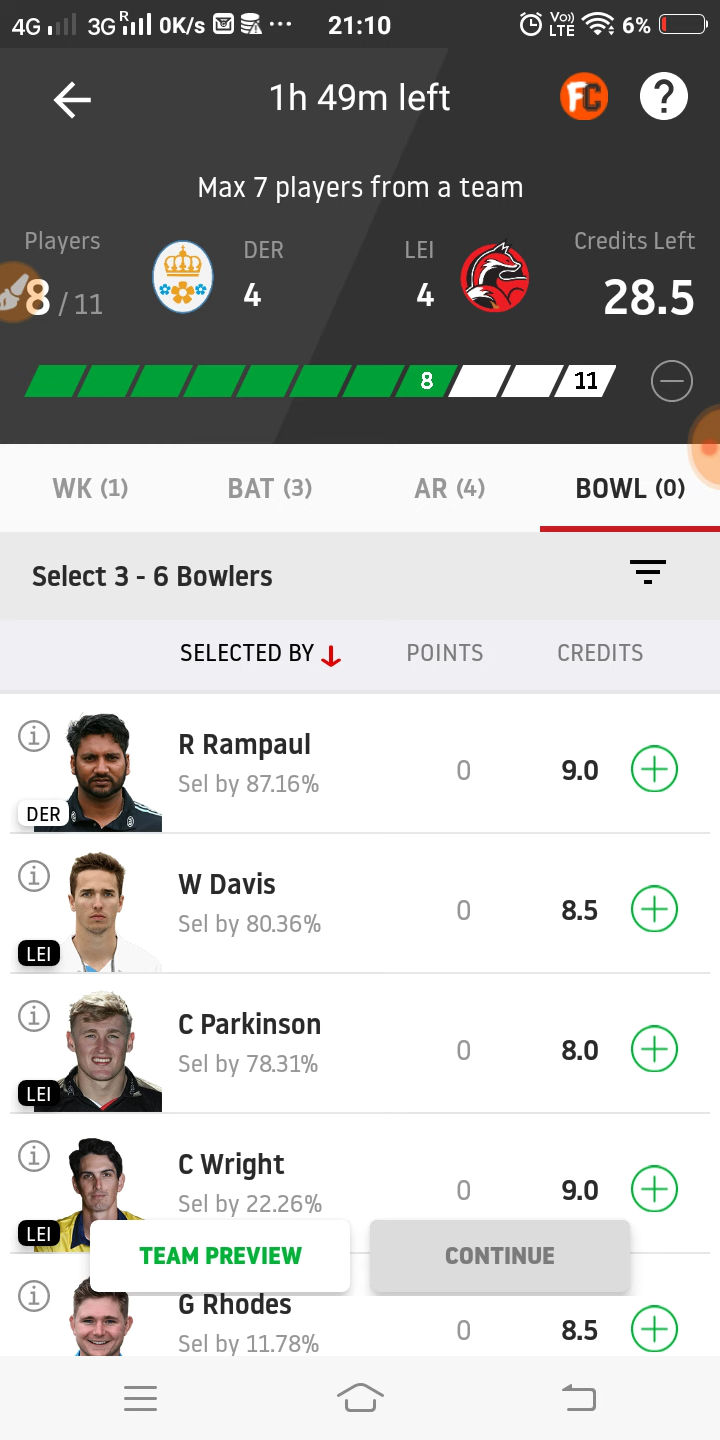 4G 3G R 0K/s ... 21:10 Vo)) LTE 6%
1h 49m left FC ?
Max 7 players from a team
Players DER LEI Credits Left
8 / 11 4 4 28.5
8 11
WK (1) BAT (3) AR (4) BOWL (0)
Select 3 - 6 Bowlers
SELECTED BY POINTS CREDITS
R Rampaul
Sel by 87.16% 0 9.0
DER
W Davis
Sel by 80.36% 0 8.5
LEI
C Parkinson
Sel by 78.31% 0 8.0
LEI
C Wright
Sel by 22.26% 0 9.0
LEI
TEAM PREVIEW CONTINUE
G Rhodes
Sel by 11.78% 0 8.5